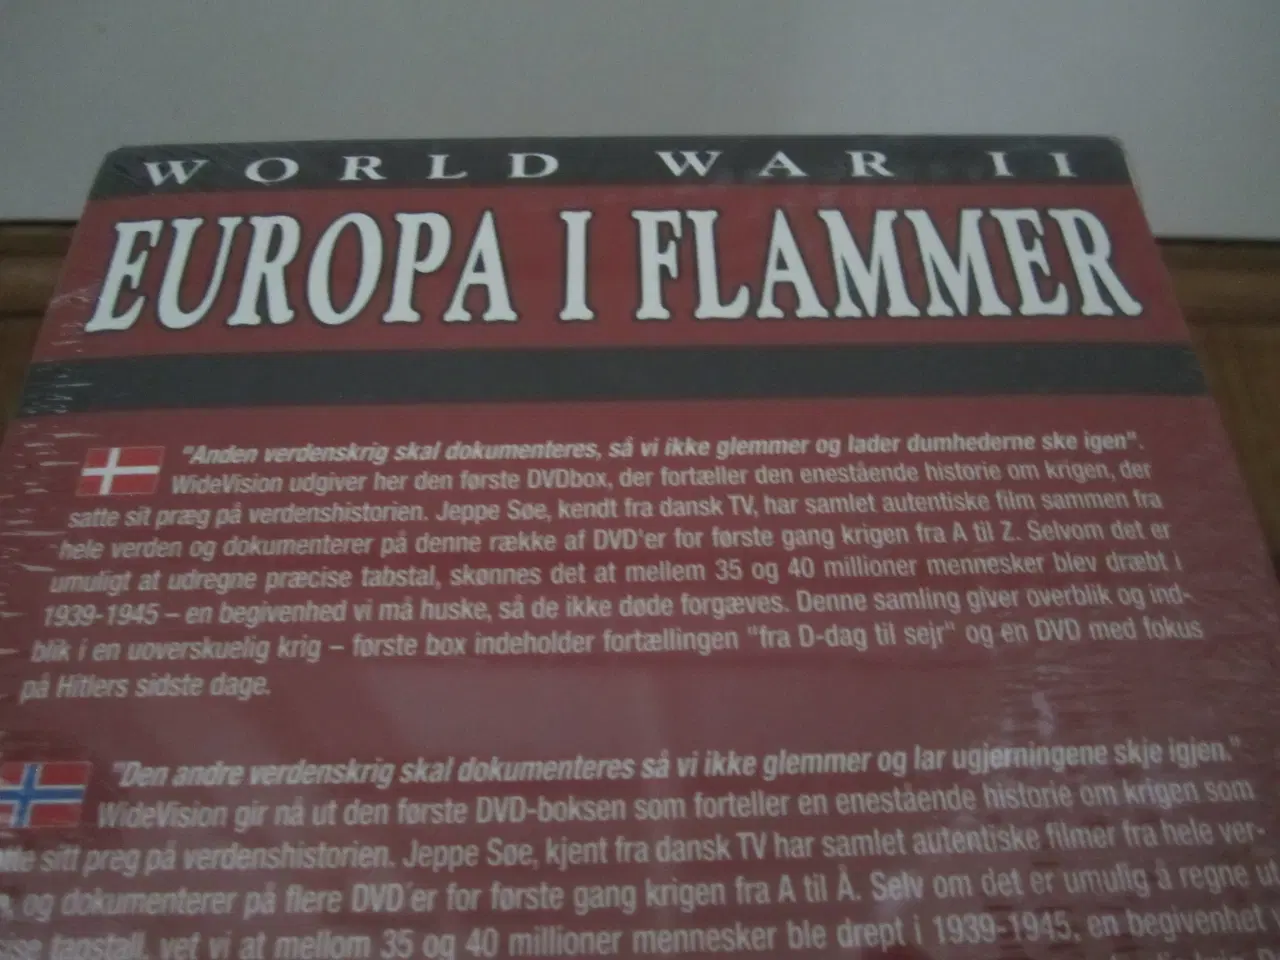 WORLD WAR II
EUROPA I FLAMMER
"Anden verdenskrig skal dokumenteres, så vi ikke glemmer og lader dumhederne ske igen".
WideVision udgiver her den første DVDbox, der fortæller den enestående historie om krigen, der
satte sit præg på verdenshistorien. Jeppe Søe, kendt fra dansk TV, har samlet autentiske film sammen fra
hele verden og dokumenterer på denne række af DVD'er for første gang krigen fra A til Z. Selvom det er
umuligt at udregne præcise tabstal, skønnes det at mellem 35 og 40 millioner mennesker blev dræbt i
1939-1945 – en begivenhed vi må huske, så de ikke døde forgæves. Denne samling giver overblik og ind-
blik i en uoverskuelig krig – første box indeholder fortællingen "fra D-dag til sejr" og en DVD med fokus
på Hitlers sidste dage.
"Den andre verdenskrig skal dokumenteres så vi ikke glemmer og lar ugjerningene skje igjen."
WideVision gir nå ut den første DVD-boksen som forteller en enestående historie om krigen som
sitt preg på verdenshistorien. Jeppe Søe, kjent fra dansk TV har samlet autentiske filmer fra hele ver-
og dokumenterer på flere DVD'er for første gang krigen fra A til Å. Selv om det er umulig å regne ut
tapstall, vet vi at mellom 35 og 40 millioner mennesker ble drept i 1939-1945, en begivenhet